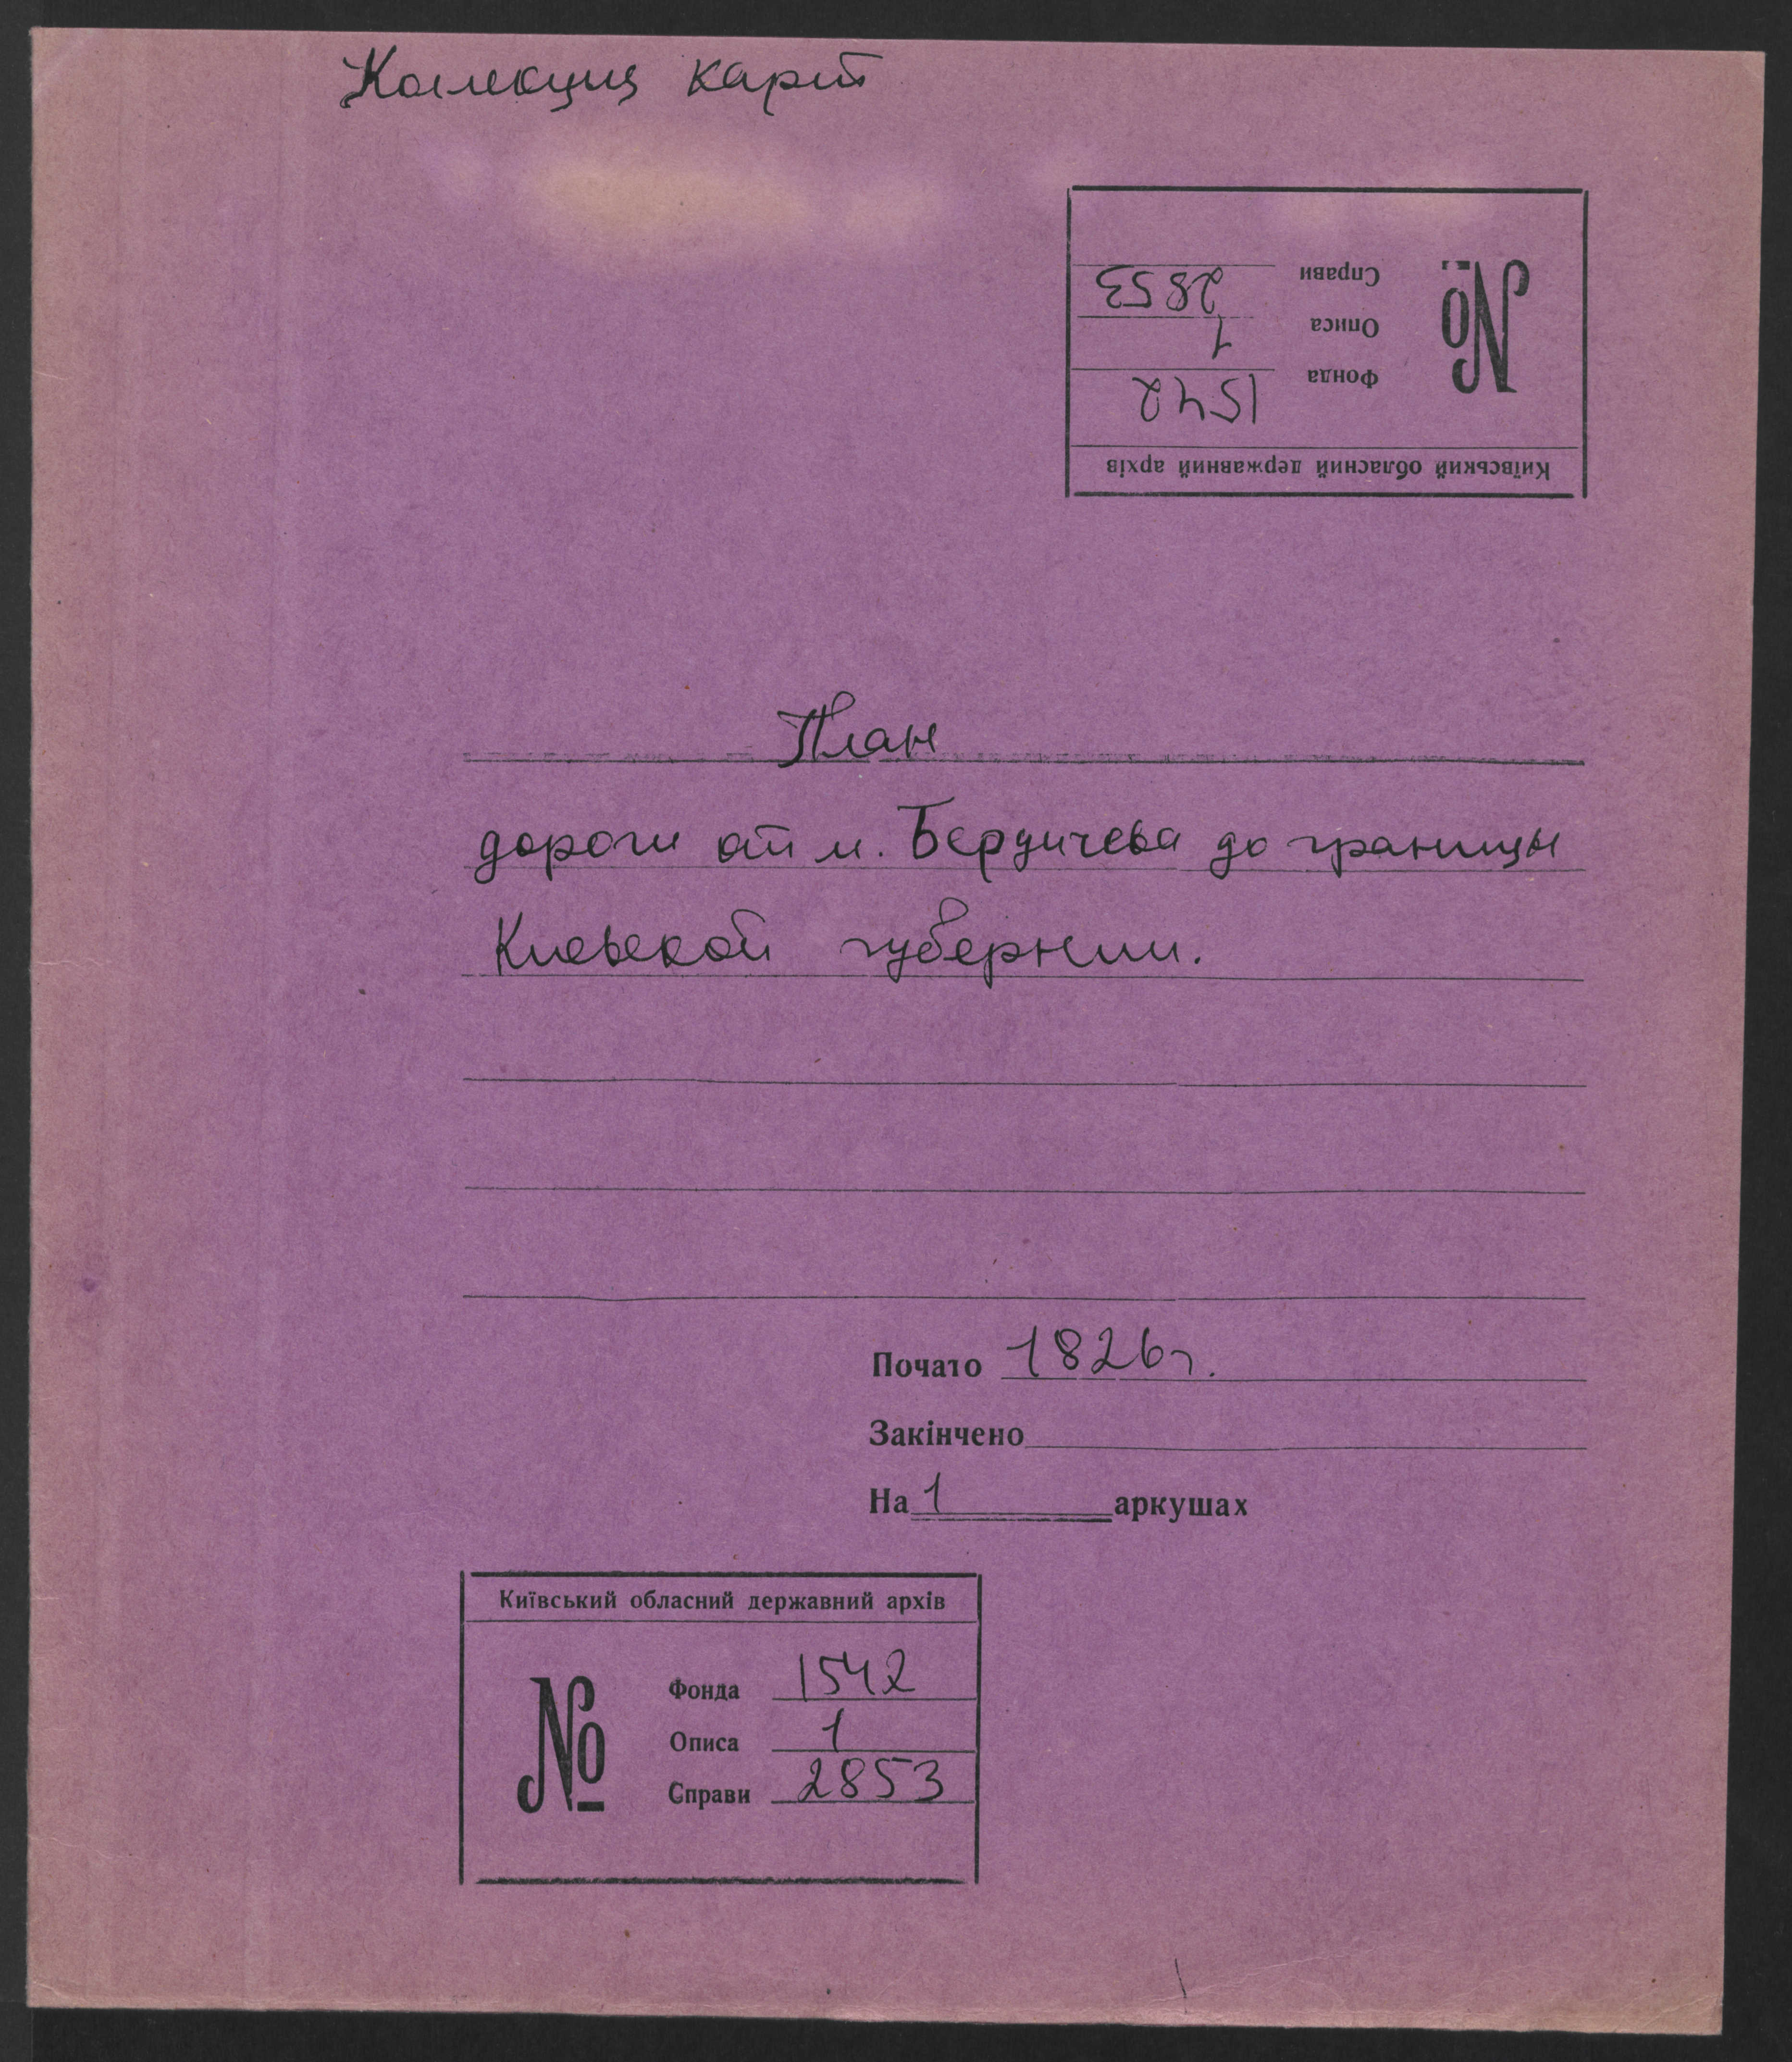 Коллекция карт
Справи 2853
Описа 1
Фонда 1542
№
Київський обласний державний архів
План
дороги от м. Бердичева до границы
Киевской губернии.
Почато 1826 г.
Закінчено
На 1 аркушах
Київський обласний державний архів
№
Фонда 1542
Описа 1
Справи 2853